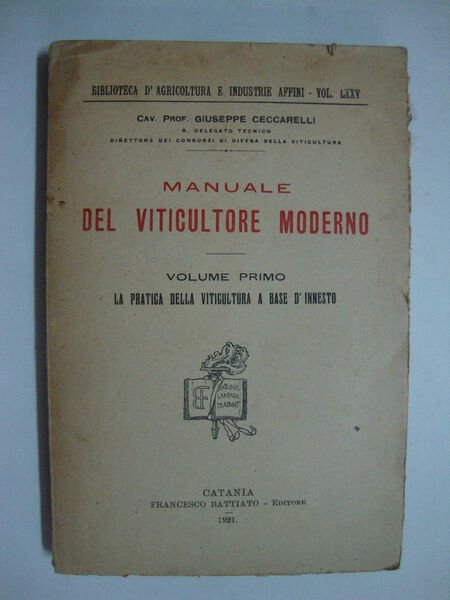 BIBLIOTECA D' AGRICOLTURA E INDUSTRIE AFFINI - VOL. LXXV
CAV. PROF. GIUSEPPE CECCARELLI
R. DELEGATO TECNICO
DIRETTORE DEI CONSORZI DI DIFESA DELLA VITICULTURA
MANUALE
DEL VITICULTORE MODERNO
VOLUME PRIMO
LA PRATICA DELLA VITICULTURA A BASE D' INNESTO
LAMPADA
CATANIA
FRANCESCO BATTIATO - EDITORE
1921.